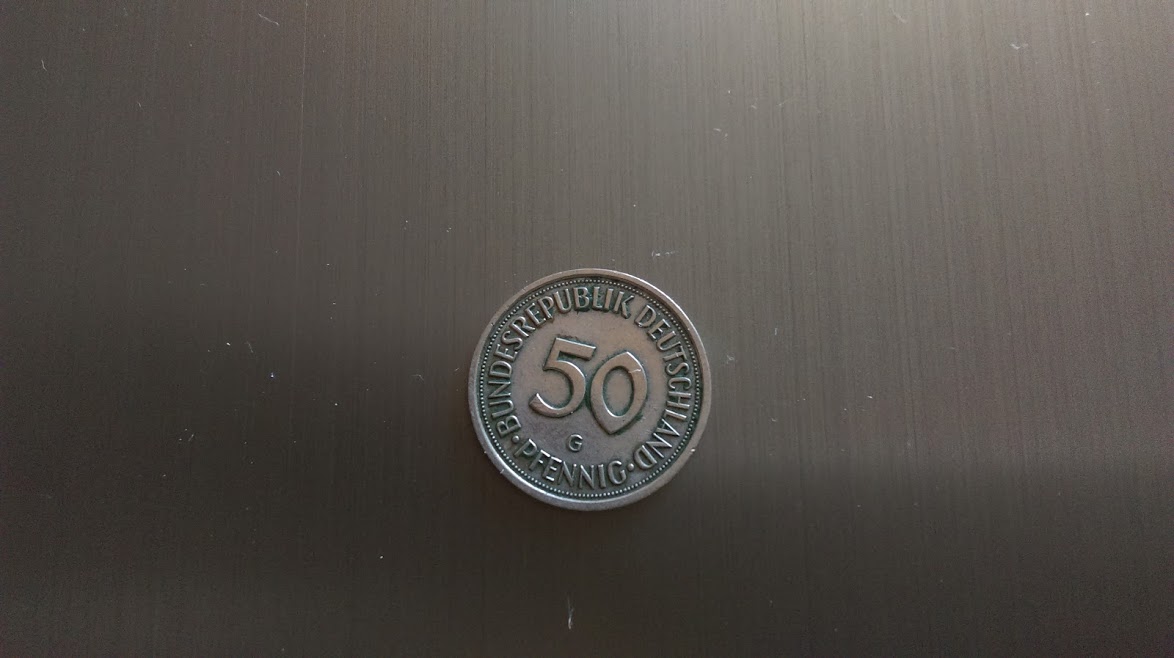 BUNDESREPUBLIK DEUTSCHLAND
50
G
· PFENNIG ·